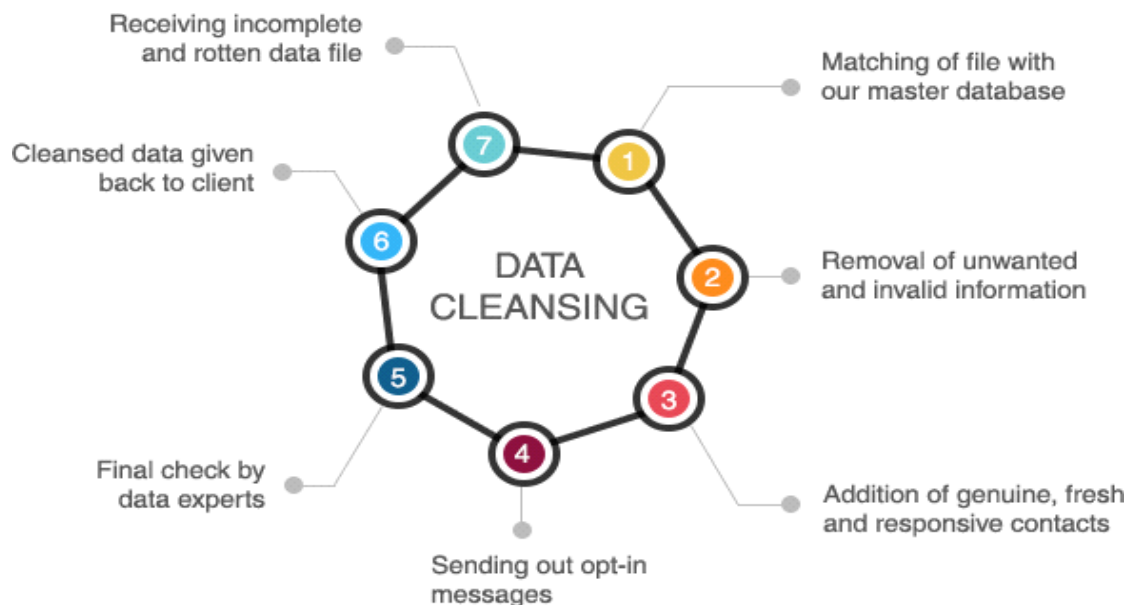 Receiving incomplete
and rotten data file
7
Matching of file with
our master database
1
Cleansed data given
back to client
6
DATA
CLEANSING
2
Removal of unwanted
and invalid information
5
3
Final check by
data experts
4
Addition of genuine, fresh
and responsive contacts
Sending out opt-in
messages